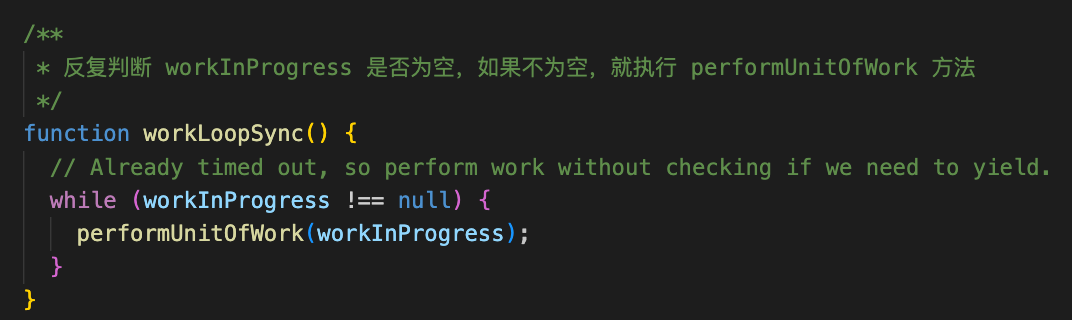 /**
* 反复判断 workInProgress 是否为空，如果不为空，就执行 performUnitOfWork 方法
*/
function workLoopSync() {
// Already timed out, so perform work without checking if we need to yield.
while (workInProgress !== null) {
performUnitOfWork(workInProgress);
}
}